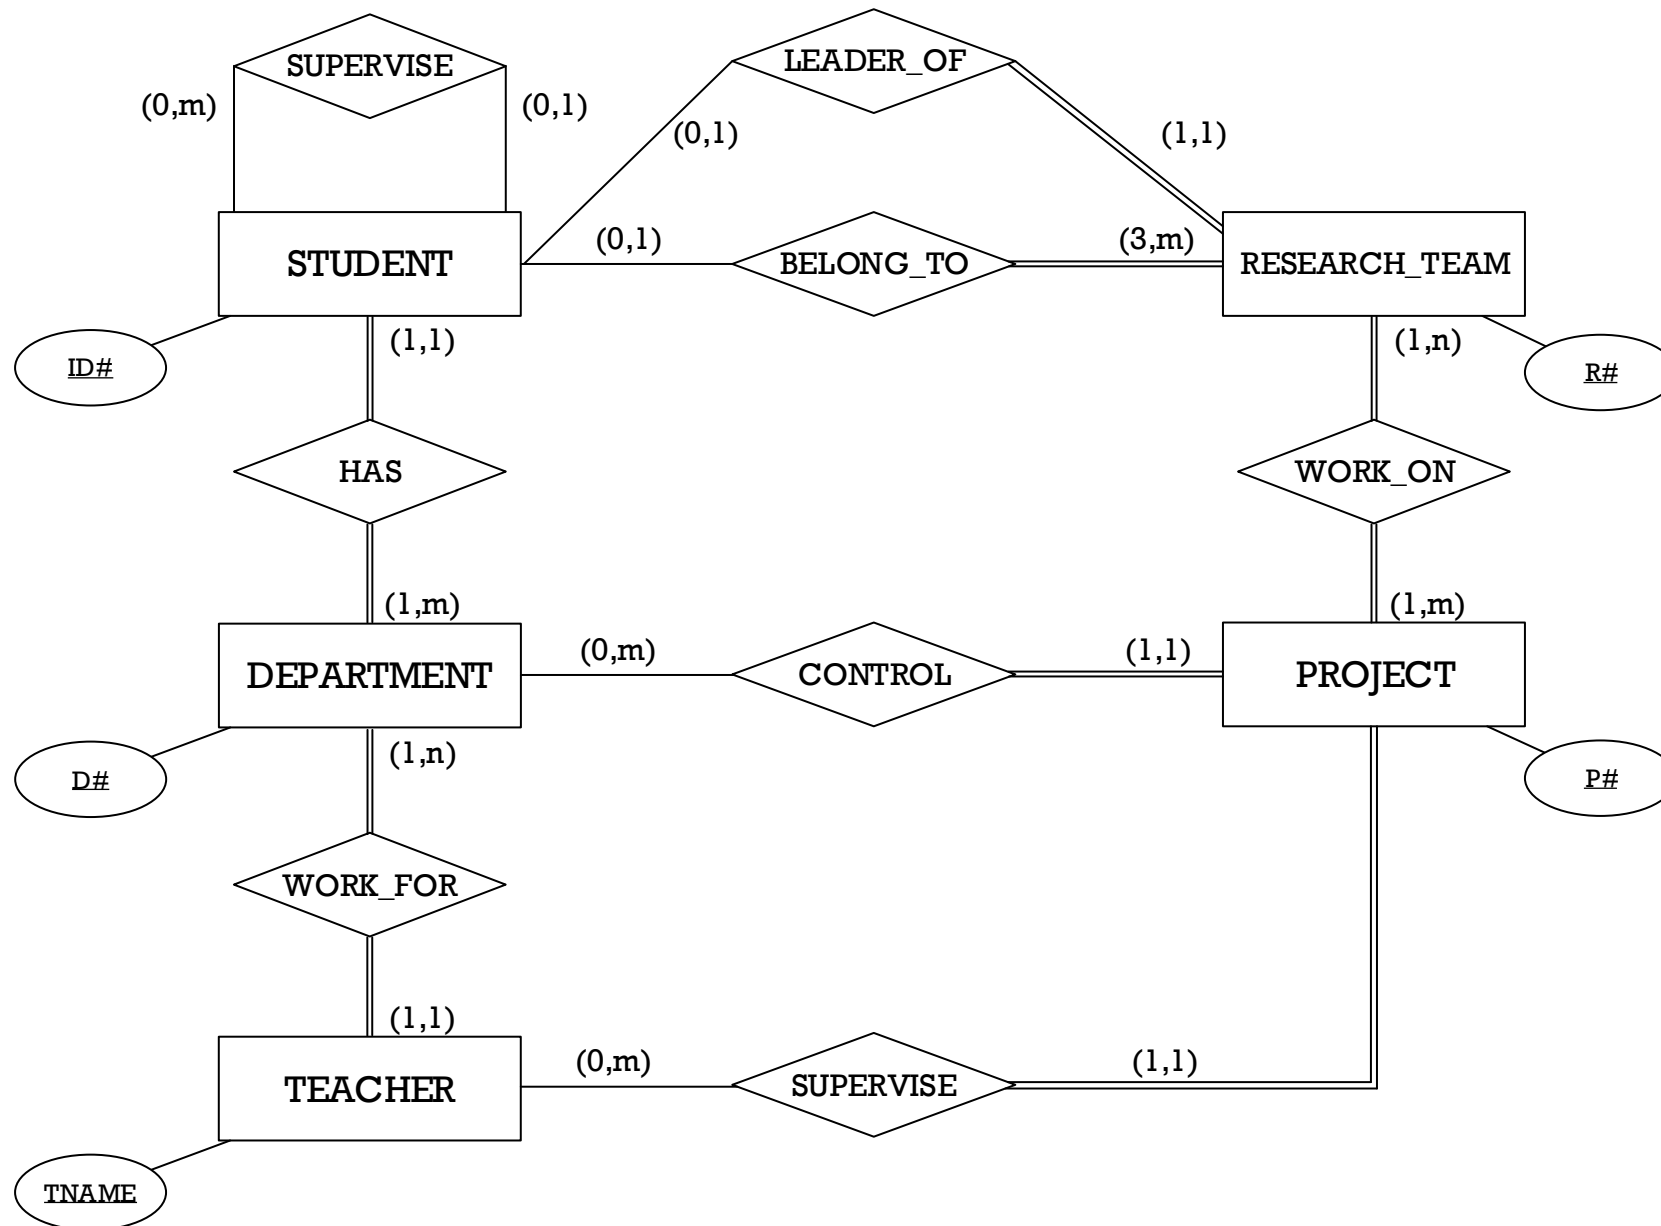 SUPERVISE
LEADER_OF
(0,m)
(0,1)
(0,1)
(1,1)
STUDENT
(0,1)
BELONG_TO
(3,m)
RESEARCH_TEAM
ID#
(1,1)
(1,n)
R#
HAS
WORK_ON
(1,m)
(1,m)
DEPARTMENT
(0,m)
CONTROL
(1,1)
PROJECT
D#
(1,n)
P#
WORK_FOR
(1,1)
TEACHER
(0,m)
SUPERVISE
(1,1)
TNAME